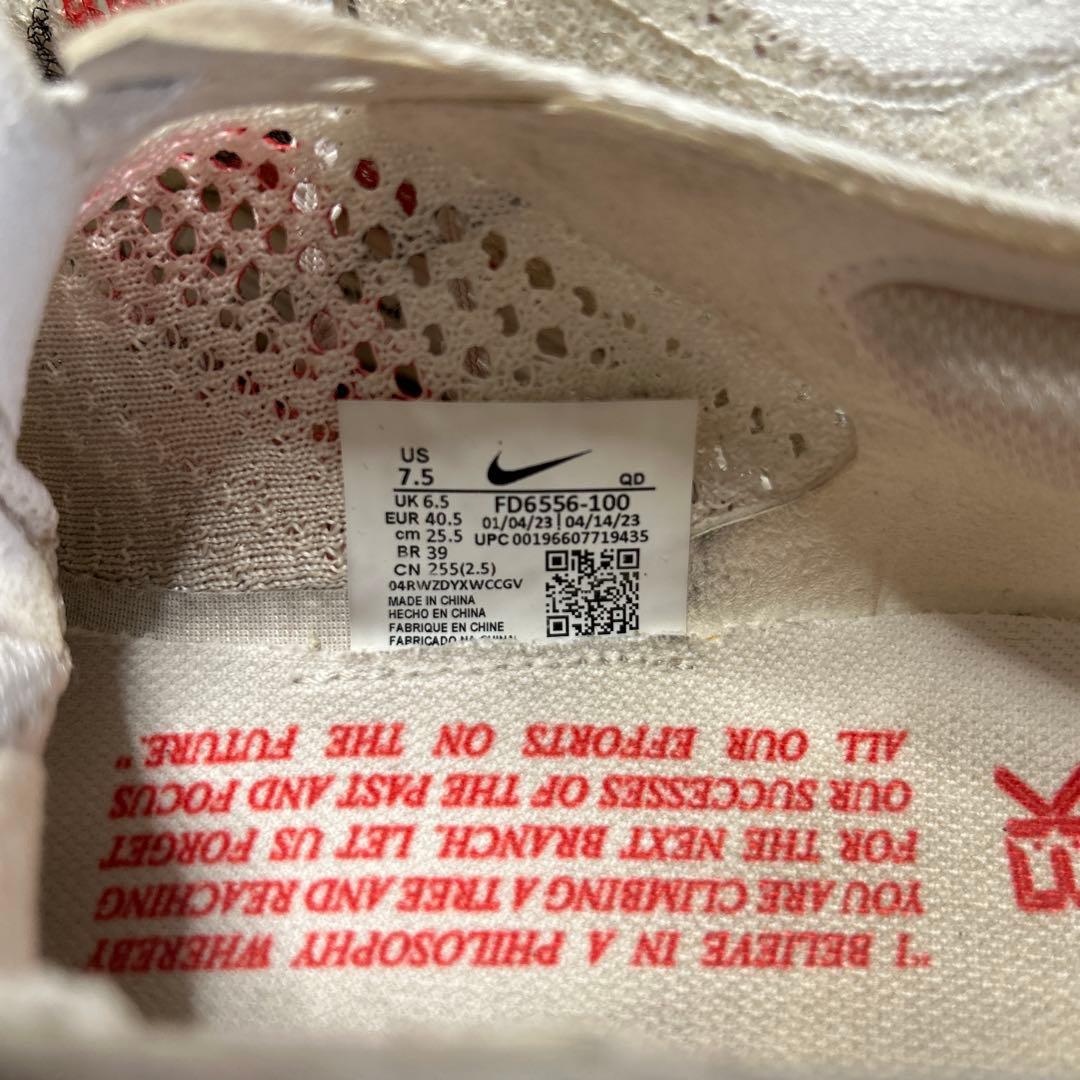 US
7.5
QD
UK 6.5
FD6556-100
EUR 40.5
01/04/23 | 04/14/23
cm 25.5
UPC 00196607719435
BR 39
CN 255(2.5)
04RWZDYXWCCGV
MADE IN CHINA
HECHO EN CHINA
FABRIQUE EN CHINE
FABRICADO NA CHINA
"I BELIEVE IN A PHILOSOPHY WHEREBY
YOU ARE CLIMBING A TREE AND REACHING
FOR THE NEXT BRANCH. LET US FORGET
OUR SUCCESSES OF THE PAST AND FOCUS
ALL OUR EFFORTS ON THE FUTURE."